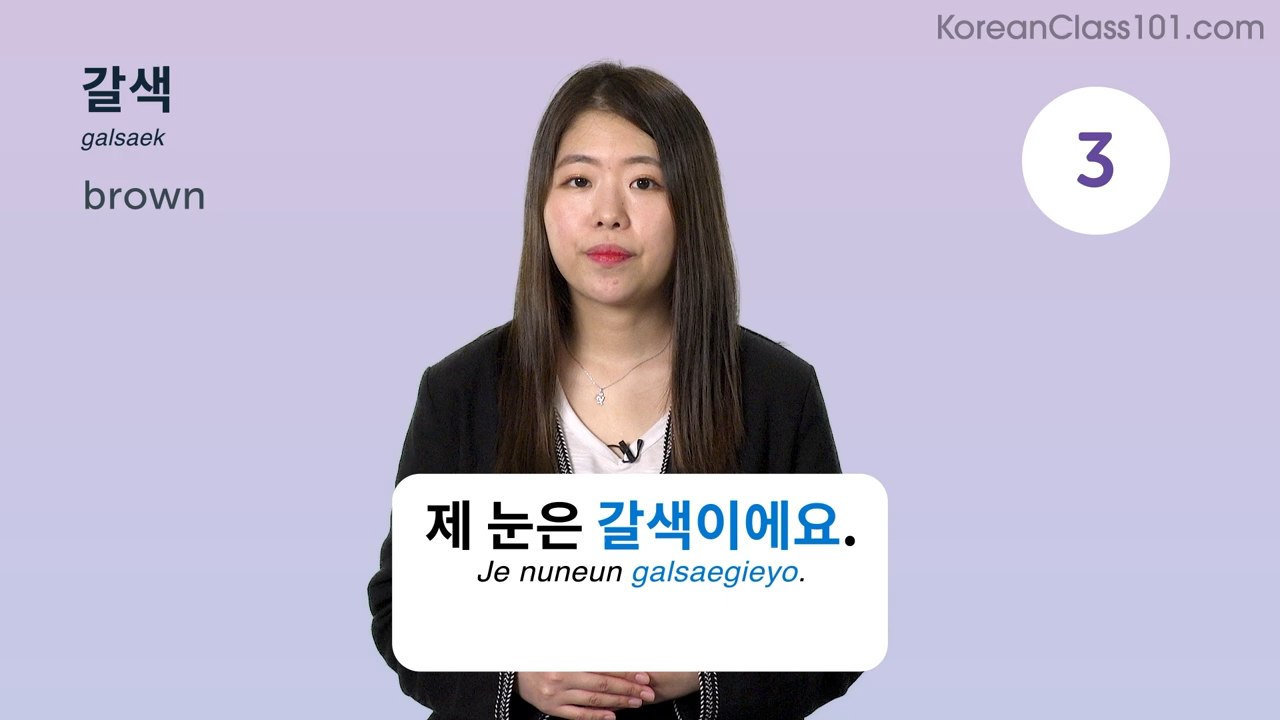 KoreanClass101.com
갈색
galsaek
brown
3
제 눈은 갈색이에요.
Je nuneun galsaegieyo.